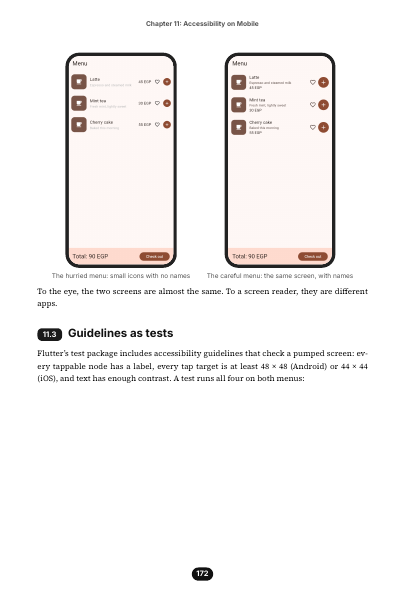 Chapter 11: Accessibility on Mobile
Menu
Latte
45 EGP
Mint tea
30 EGP
Cherry cake
55 EGP
Total: 90 EGP
Check out
Menu
Latte
Espresso and steamed milk
45 EGP
Mint tea
Fresh mint, lightly sweet
30 EGP
Cherry cake
Baked this morning
55 EGP
Total: 90 EGP
Check out
The hurried menu: small icons with no names
The careful menu: the same screen, with names
To the eye, the two screens are almost the same. To a screen reader, they are different
apps.
11.3 Guidelines as tests
Flutter's test package includes accessibility guidelines that check a pumped screen: ev-
ery tappable node has a label, every tap target is at least 48 × 48 (Android) or 44 × 44
(iOS), and text has enough contrast. A test runs all four on both menus:
172